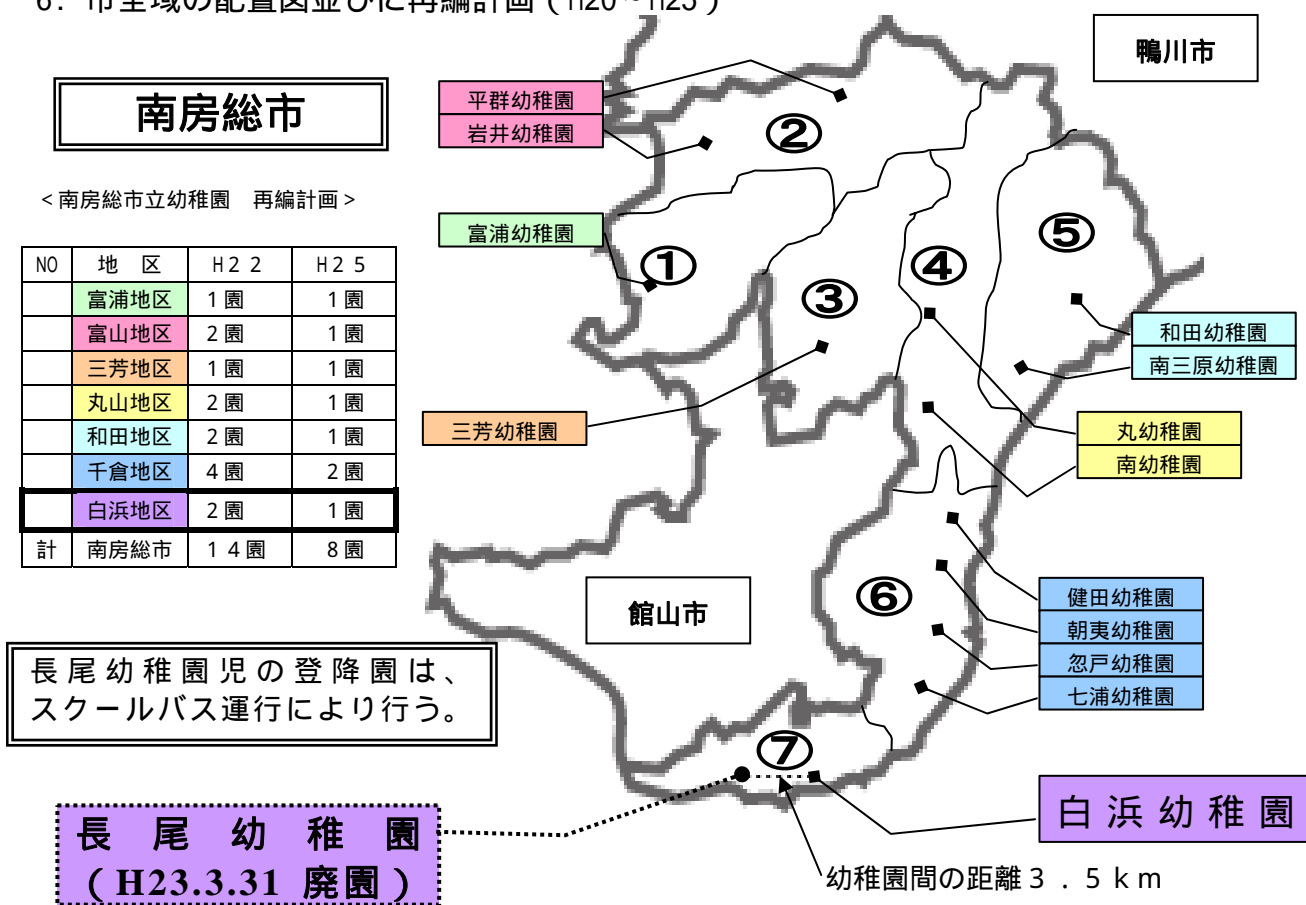 6．市全域の配置図並びに再編計画（H20～H25）
南房総市
＜南房総市立幼稚園　再編計画＞
NO 地　区 H22 H25
富浦地区 1園 1園
富山地区 2園 1園
三芳地区 1園 1園
丸山地区 2園 1園
和田地区 2園 1園
千倉地区 4園 2園
白浜地区 2園 1園
計 南房総市 14園 8園
長尾幼稚園児の登降園は、
スクールバス運行により行う。
鴨川市
平群幼稚園
岩井幼稚園
②
富浦幼稚園
①
⑤
④
③
和田幼稚園
南三原幼稚園
三芳幼稚園
丸幼稚園
南幼稚園
館山市
⑥
健田幼稚園
朝夷幼稚園
忽戸幼稚園
七浦幼稚園
⑦
長尾幼稚園
（H23.3.31 廃園）
白浜幼稚園
幼稚園間の距離３．５ｋｍ